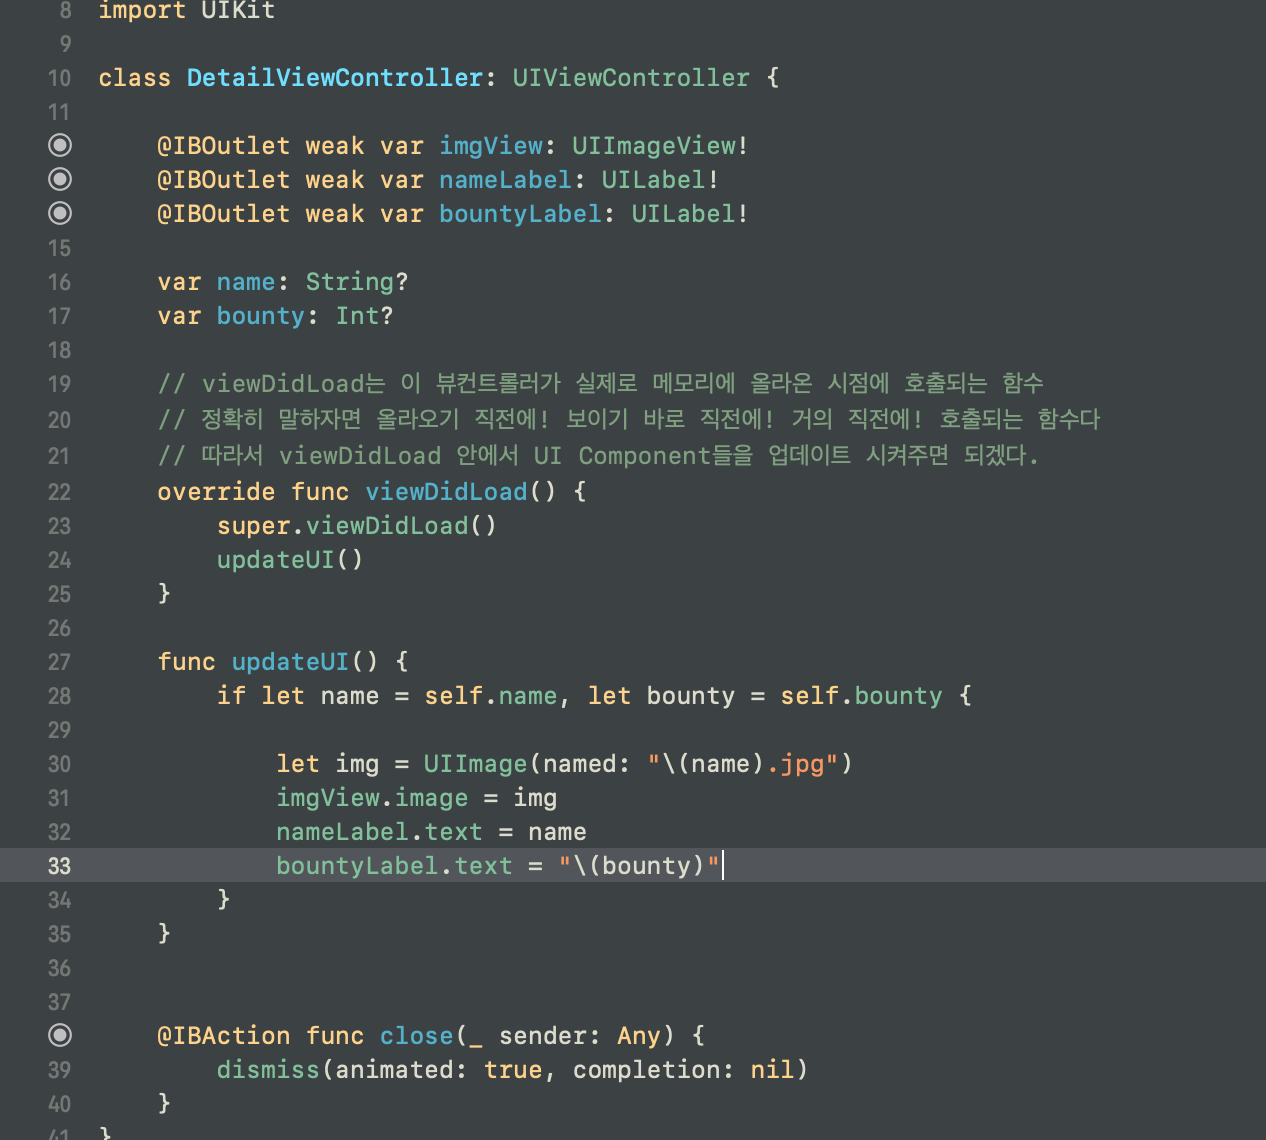 8 import UIKit
9
10 class DetailViewController: UIViewController {
11
@IBOutlet weak var imgView: UIImageView!
@IBOutlet weak var nameLabel: UILabel!
@IBOutlet weak var bountyLabel: UILabel!
15
16 var name: String?
17 var bounty: Int?
18
19 // viewDidLoad는 이 뷰컨트롤러가 실제로 메모리에 올라온 시점에 호출되는 함수
20 // 정확히 말하자면 올라오기 직전에! 보이기 바로 직전에! 거의 직전에! 호출되는 함수다
21 // 따라서 viewDidLoad 안에서 UI Component들을 업데이트 시켜주면 되겠다.
22 override func viewDidLoad() {
23 super.viewDidLoad()
24 updateUI()
25 }
26
27 func updateUI() {
28 if let name = self.name, let bounty = self.bounty {
29
30 let img = UIImage(named: "\(name).jpg")
31 imgView.image = img
32 nameLabel.text = name
33 bountyLabel.text = "\(bounty)"
34 }
35 }
36
37
@IBAction func close(_ sender: Any) {
39 dismiss(animated: true, completion: nil)
40 }
41 }